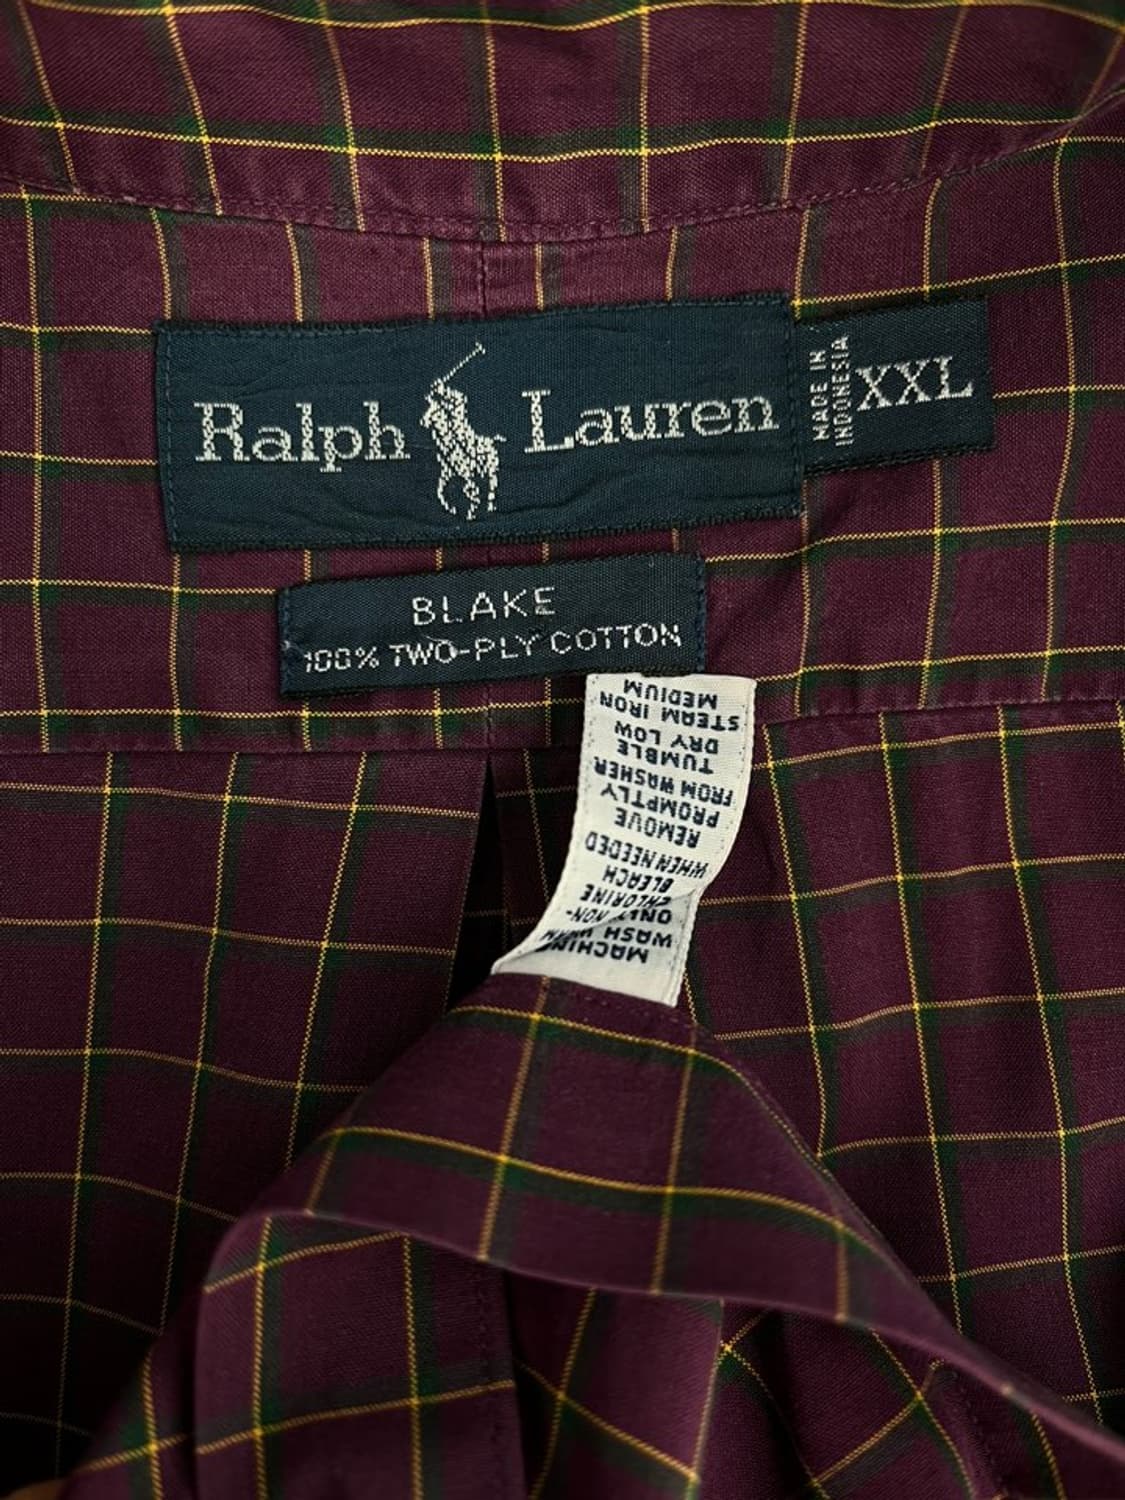 Ralph Lauren
MADE IN
INDONESIA
XXL
BLAKE
100% TWO-PLY COTTON
MACHINE
WASH WARM
ONLY NON-
CHLORINE
BLEACH
WHEN NEEDED
REMOVE
PROMPTLY
FROM WASHER
TUMBLE
DRY LOW
STEAM IRON
MEDIUM